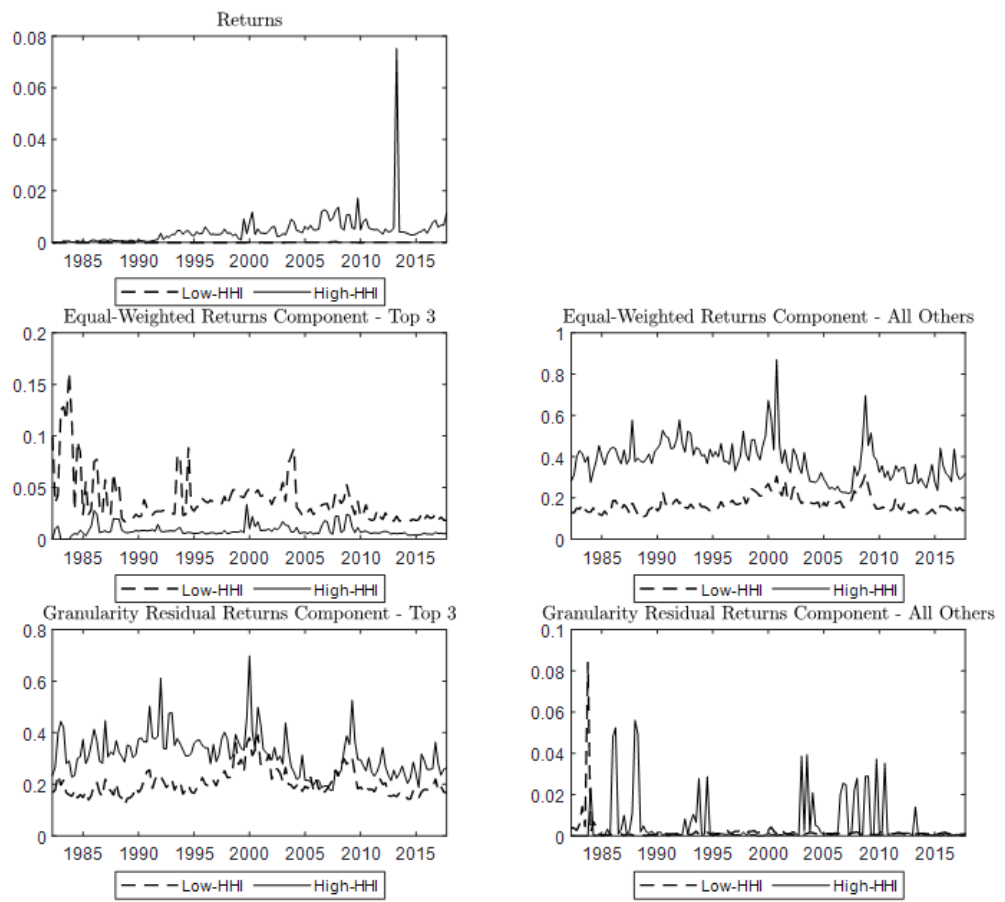 Returns
0.08
0.06
0.04
0.02
0
1985 1990 1995 2000 2005 2010 2015
Low-HHI High-HHI
Equal-Weighted Returns Component - Top 3
0.2
0.15
0.1
0.05
0
1985 1990 1995 2000 2005 2010 2015
Low-HHI High-HHI
Equal-Weighted Returns Component - All Others
1
0.8
0.6
0.4
0.2
0
1985 1990 1995 2000 2005 2010 2015
Low-HHI High-HHI
Granularity Residual Returns Component - Top 3
0.8
0.6
0.4
0.2
0
1985 1990 1995 2000 2005 2010 2015
Low-HHI High-HHI
Granularity Residual Returns Component - All Others
0.1
0.08
0.06
0.04
0.02
0
1985 1990 1995 2000 2005 2010 2015
Low-HHI High-HHI